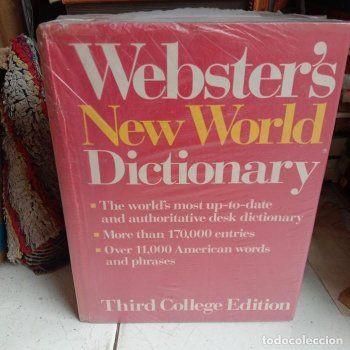 Webster's
New World
Dictionary
▪ The world's most up-to-date
and authoritative desk dictionary
▪ More than 170,000 entries
▪ Over 11,000 American words
and phrases
Third College Edition
todocoleccion